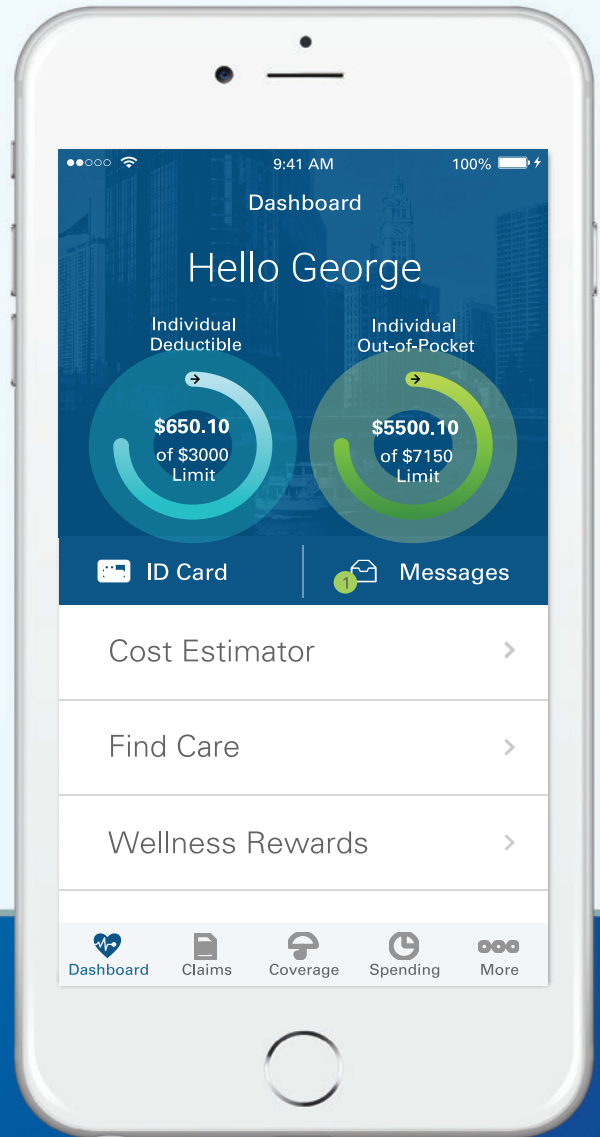 9:41 AM
100%
Dashboard
Hello George
Individual
Deductible
$650.10
of $3000
Limit
Individual
Out-of-Pocket
$5500.10
of $7150
Limit
ID Card
1
Messages
Cost Estimator
Find Care
Wellness Rewards
Dashboard
Claims
Coverage
Spending
More